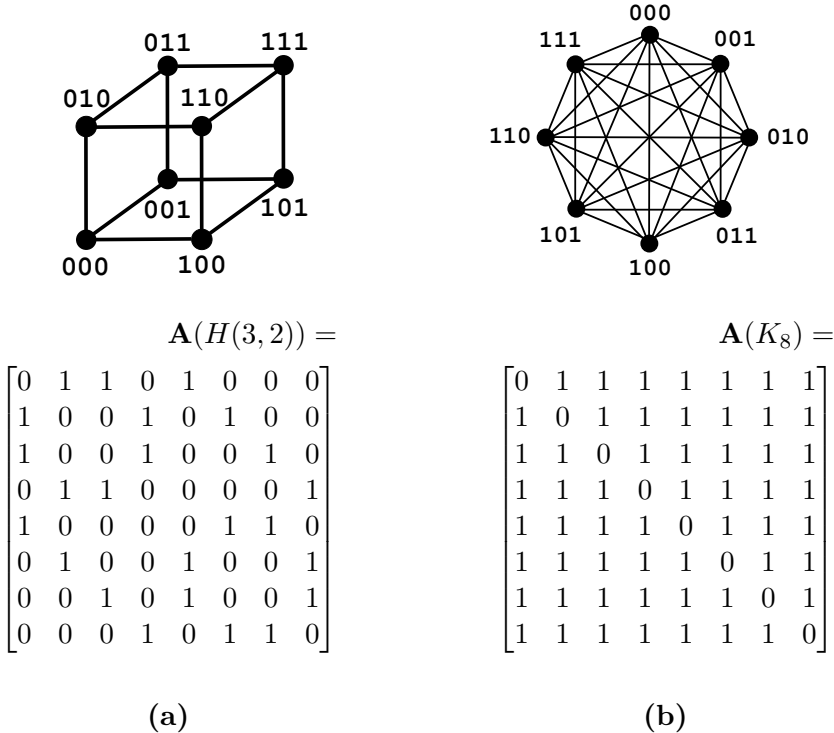 011 111
010 110
001 101
000 100
000
111 001
110 010
101 011
100
A(H(3,2)) =
0 1 1 0 1 0 0 0
1 0 0 1 0 1 0 0
1 0 0 1 0 0 1 0
0 1 1 0 0 0 0 1
1 0 0 0 0 1 1 0
0 1 0 0 1 0 0 1
0 0 1 0 1 0 0 1
0 0 0 1 0 1 1 0
(a)
A(K₈) =
0 1 1 1 1 1 1 1
1 0 1 1 1 1 1 1
1 1 0 1 1 1 1 1
1 1 1 0 1 1 1 1
1 1 1 1 0 1 1 1
1 1 1 1 1 0 1 1
1 1 1 1 1 1 0 1
1 1 1 1 1 1 1 0
(b)